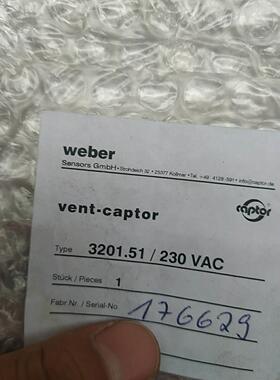 weber
Sensors GmbH • Strohdeich 32 • 25377 Kollmar • Tel. +49 4128-591 • info@captor.de
captor
vent-captor
Type 3201.51 / 230 VAC
Stück / Pieces 1
Fabr.Nr. / Serial-No 176629